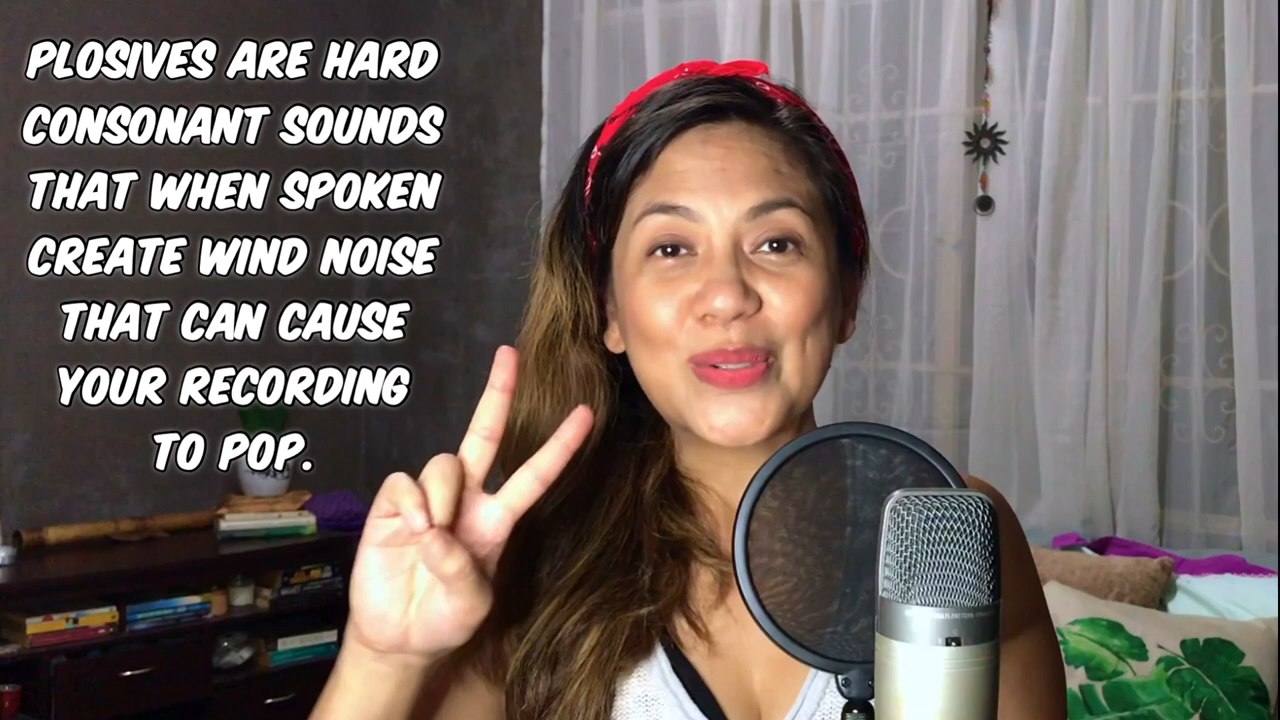 PLOSIVES ARE HARD
CONSONANT SOUNDS
THAT WHEN SPOKEN
CREATE WIND NOISE
THAT CAN CAUSE
YOUR RECORDING
TO POP.